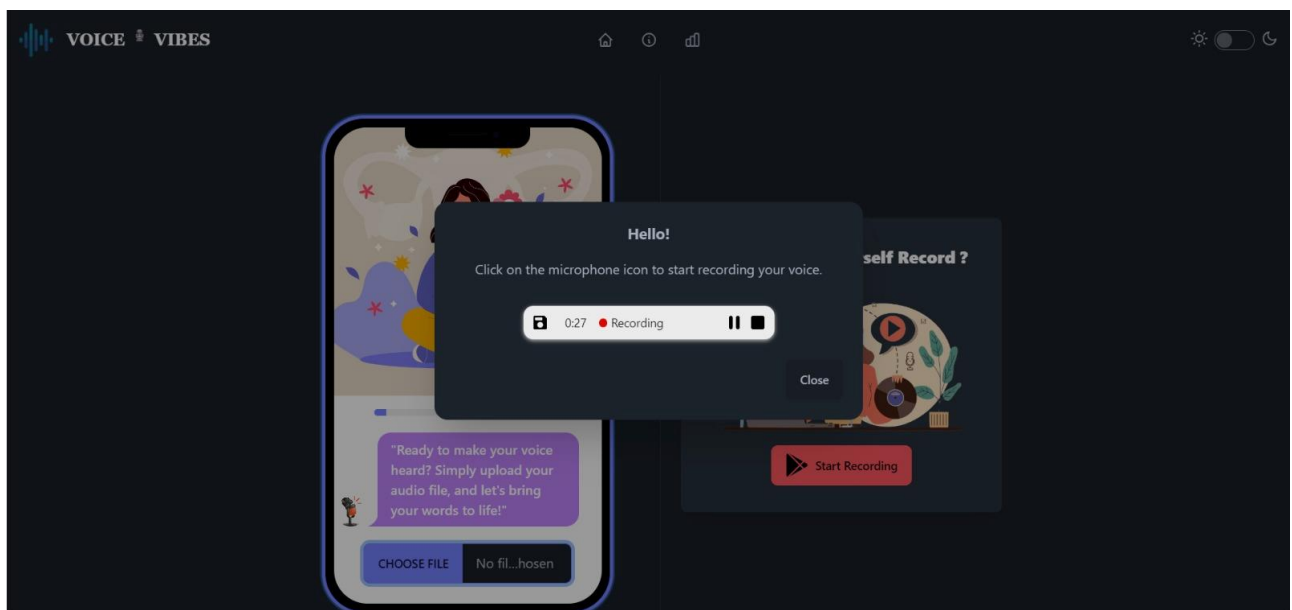 VOICE VIBES
Hello!
Click on the microphone icon to start recording your voice.
0:27 Recording
Close
self Record ?
Start Recording
"Ready to make your voice
heard? Simply upload your
audio file, and let's bring
your words to life!"
CHOOSE FILE No fil...hosen